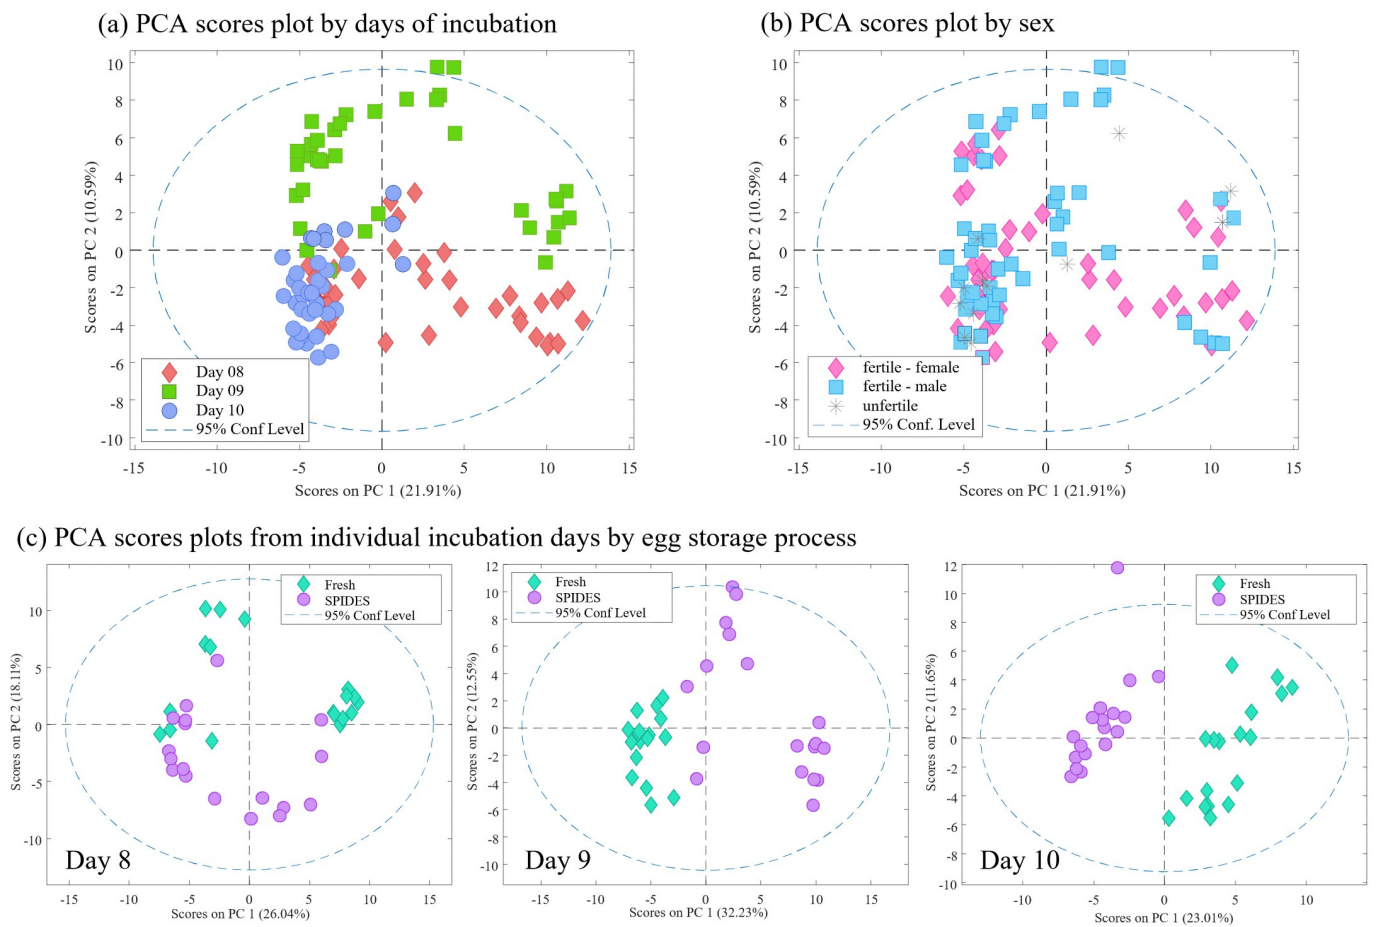 (a) PCA scores plot by days of incubation
(b) PCA scores plot by sex
10
8
6
4
2
0
-2
-4
-6
-8
-10
Scores on PC 2 (10.59%)
Day 08
Day 09
Day 10
95% Conf Level
-15
-10
-5
0
5
10
15
Scores on PC 1 (21.91%)
10
8
6
4
2
0
-2
-4
-6
-8
-10
Scores on PC 2 (10.59%)
fertile - female
fertile - male
unfertile
95% Conf. Level
-15
-10
-5
0
5
10
15
Scores on PC 1 (21.91%)
(c) PCA scores plots from individual incubation days by egg storage process
10
5
0
-5
-10
Scores on PC 2 (18.11%)
Fresh
SPIDES
95% Conf Level
Day 8
-15
-10
-5
0
5
10
15
Scores on PC 1 (26.04%)
12
10
8
6
4
2
0
-2
-4
-6
-8
-10
Scores on PC 2 (12.55%)
Fresh
SPIDES
95% Conf Level
Day 9
-15
-10
-5
0
5
10
15
Scores on PC 1 (32.23%)
12
10
8
6
4
2
0
-2
-4
-6
-8
-10
Scores on PC 2 (11.65%)
Fresh
SPIDES
95% Conf Level
Day 10
-10
-5
0
5
10
Scores on PC 1 (23.01%)